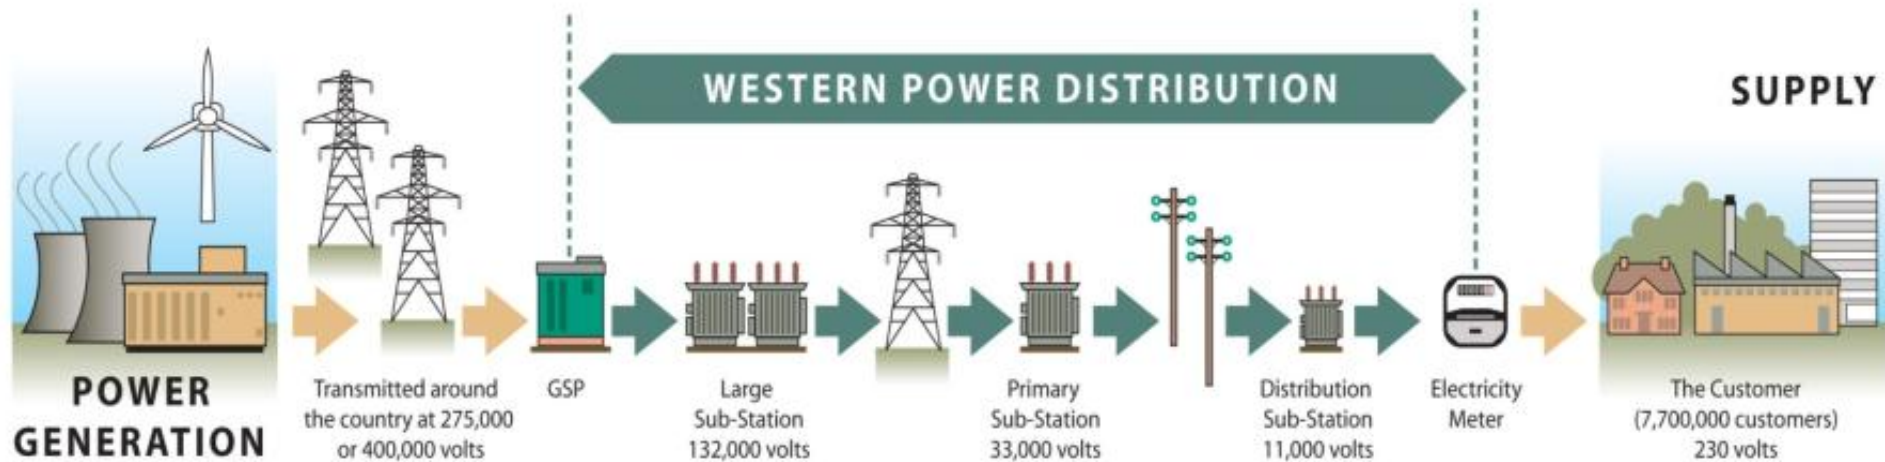 WESTERN POWER DISTRIBUTION
SUPPLY
POWER
GENERATION
Transmitted around
the country at 275,000
or 400,000 volts
GSP
Large
Sub-Station
132,000 volts
Primary
Sub-Station
33,000 volts
Distribution
Sub-Station
11,000 volts
Electricity
Meter
The Customer
(7,700,000 customers)
230 volts